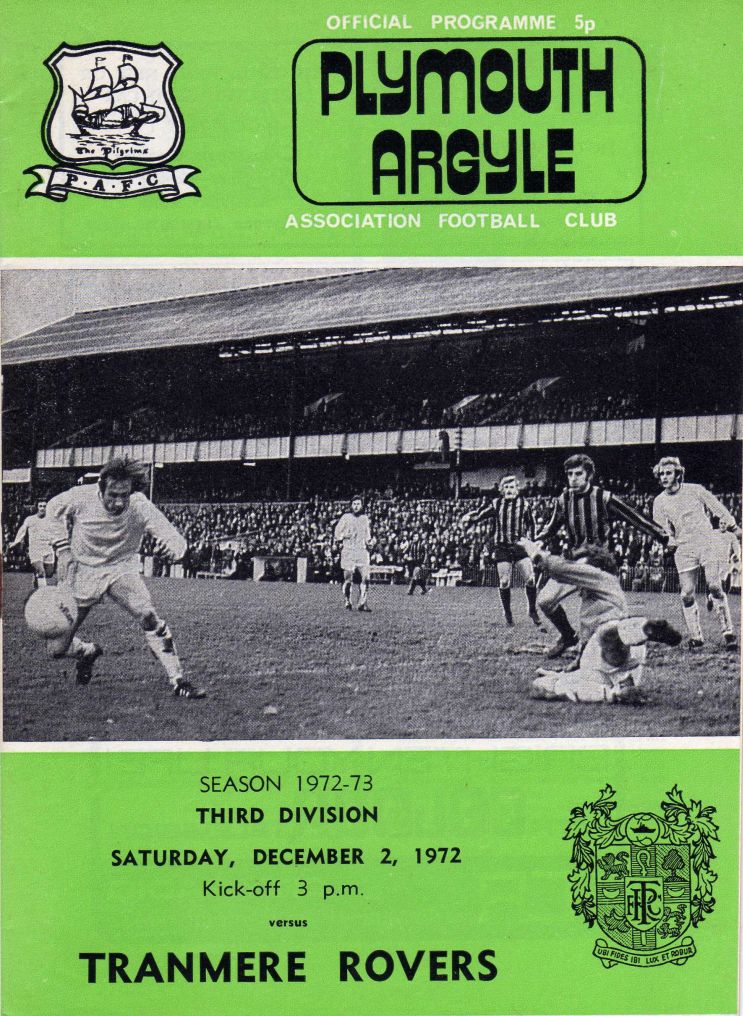 OFFICIAL PROGRAMME 5p
PLYMOUTH
ARGYLE
ASSOCIATION FOOTBALL CLUB
The Pilgrims
P·A·F·C
SEASON 1972-73
THIRD DIVISION
SATURDAY, DECEMBER 2, 1972
Kick-off 3 p.m.
versus
TRANMERE ROVERS
TRFC
UBI FIDES IBI LUX ET ROBUR